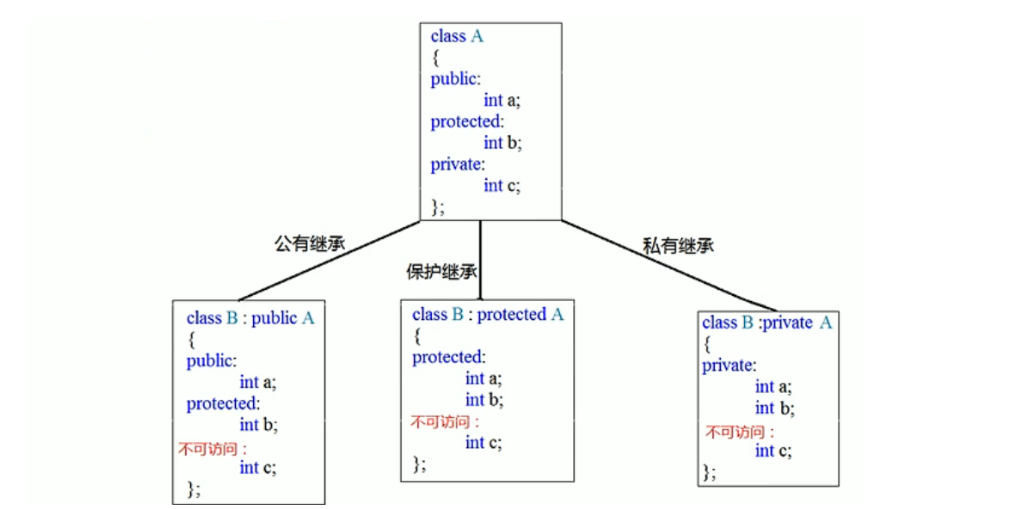 class A
{
public:
int a;
protected:
int b;
private:
int c;
};
公有继承
保护继承
私有继承
class B : public A
{
public:
int a;
protected:
int b;
不可访问：
int c;
};
class B : protected A
{
protected:
int a;
int b;
不可访问：
int c;
};
class B :private A
{
private:
int a;
int b;
不可访问：
int c;
};